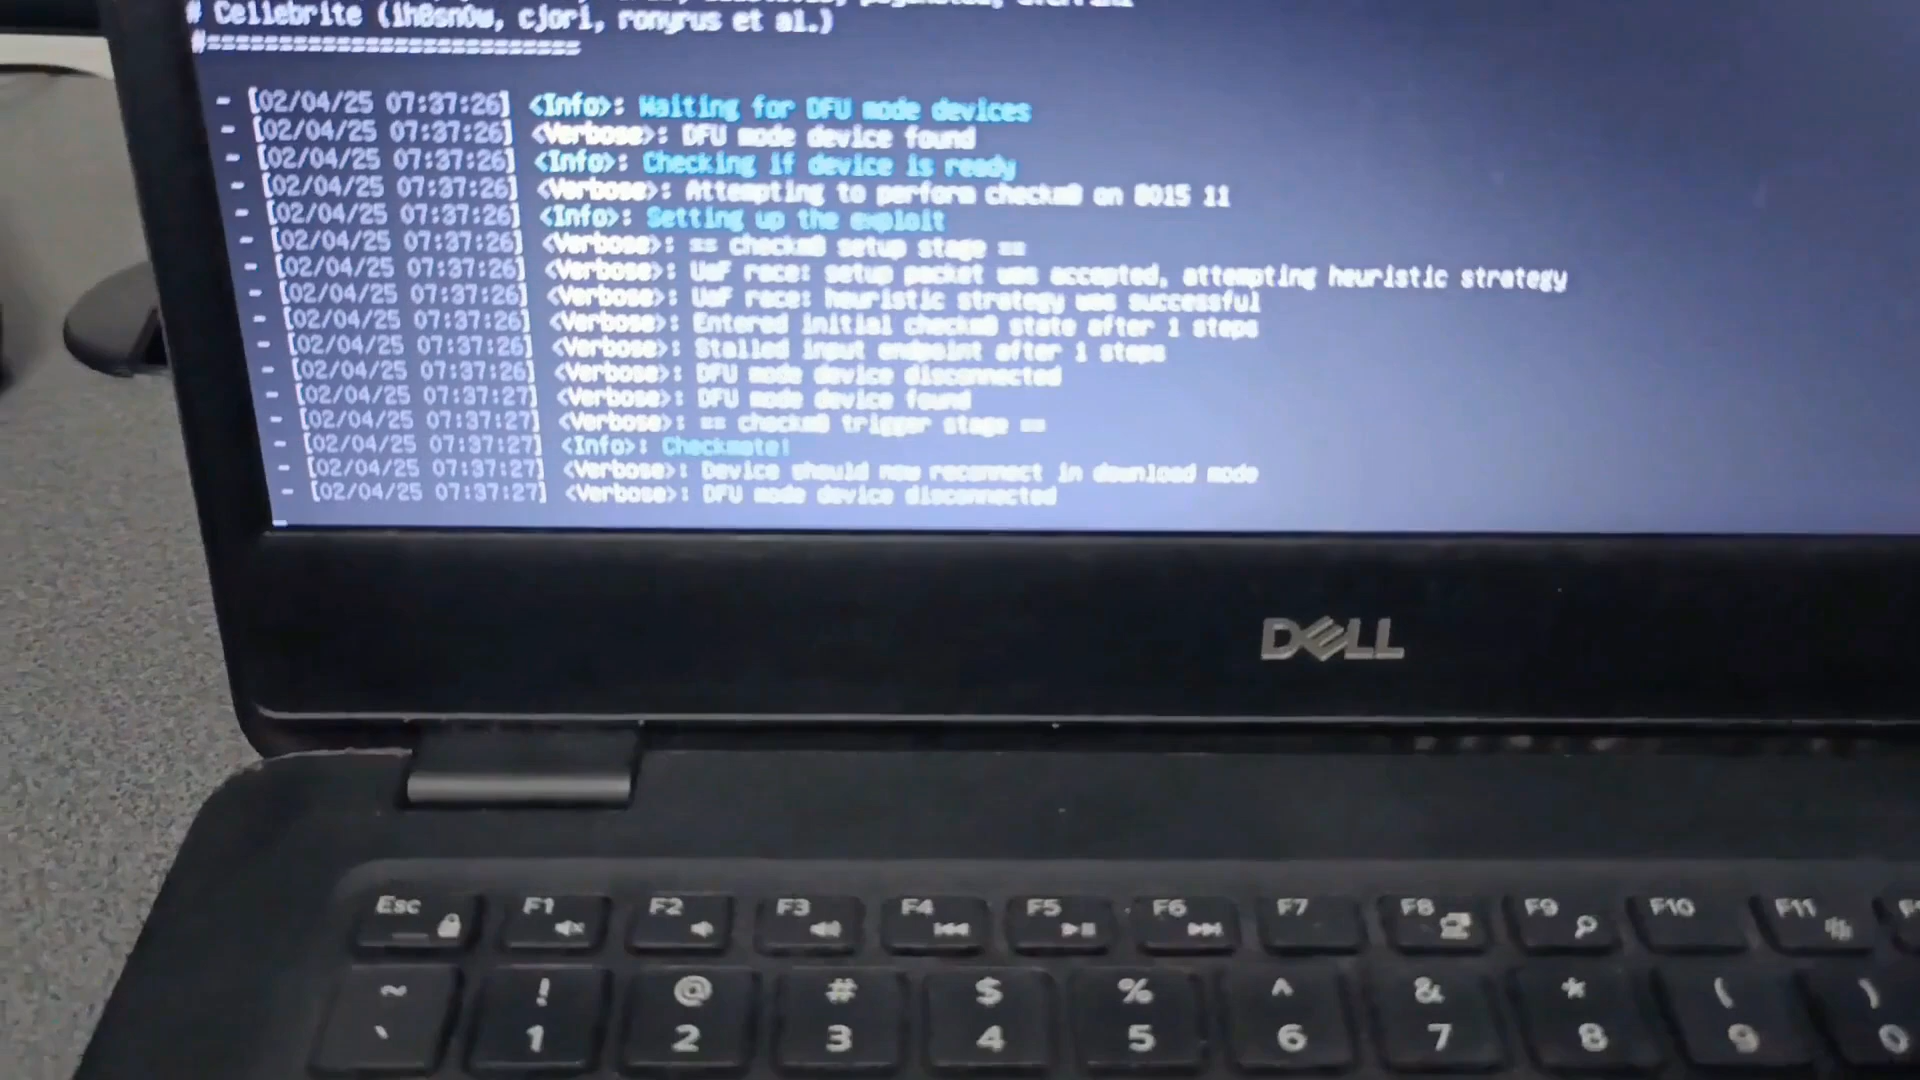 # Cellebrite (ih8sn0w, cjori, ronyrus et al.)
#===========================
- [02/04/25 07:37:26] <Info>: Waiting for DFU mode devices
- [02/04/25 07:37:26] <Verbose>: DFU mode device found
- [02/04/25 07:37:26] <Info>: Checking if device is ready
- [02/04/25 07:37:26] <Verbose>: Attempting to perform checkm8 on 8015 11
- [02/04/25 07:37:26] <Info>: Setting up the exploit
- [02/04/25 07:37:26] <Verbose>: == checkm8 setup stage ==
- [02/04/25 07:37:26] <Verbose>: UaF race: setup packet was accepted, attempting heuristic strategy
- [02/04/25 07:37:26] <Verbose>: UaF race: heuristic strategy was successful
- [02/04/25 07:37:26] <Verbose>: Entered initial checkm8 state after 1 steps
- [02/04/25 07:37:26] <Verbose>: Stalled input endpoint after 1 steps
- [02/04/25 07:37:26] <Verbose>: DFU mode device disconnected
- [02/04/25 07:37:27] <Verbose>: DFU mode device found
- [02/04/25 07:37:27] <Verbose>: == checkm8 trigger stage ==
- [02/04/25 07:37:27] <Info>: Checkmate!
- [02/04/25 07:37:27] <Verbose>: Device should now reconnect in download mode
- [02/04/25 07:37:27] <Verbose>: DFU mode device disconnected
DELL
Esc F1 F2 F3 F4 F5 F6 F7 F8 F9 F10 F11
~ ! @ # $ % ^ & * ( )
` 1 2 3 4 5 6 7 8 9 0